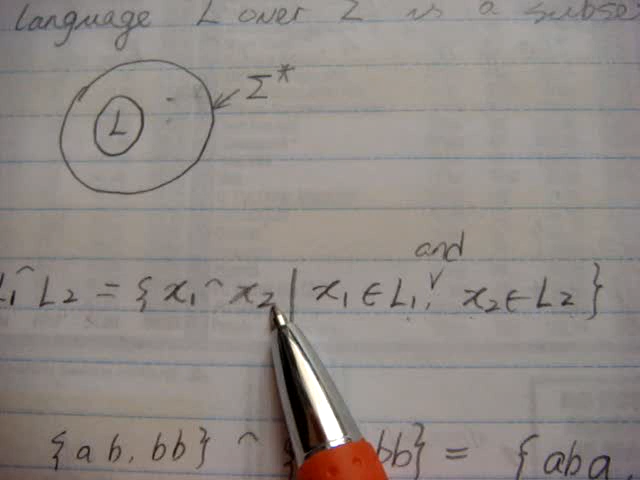 language L over Σ is a subse
Σ*
L
and
L₁⌢L₂ = {x₁⌢x₂ | x₁ ∈ L₁, x₂ ∈ L₂}
{ab, bb} ⌢ { bb} = {aba,